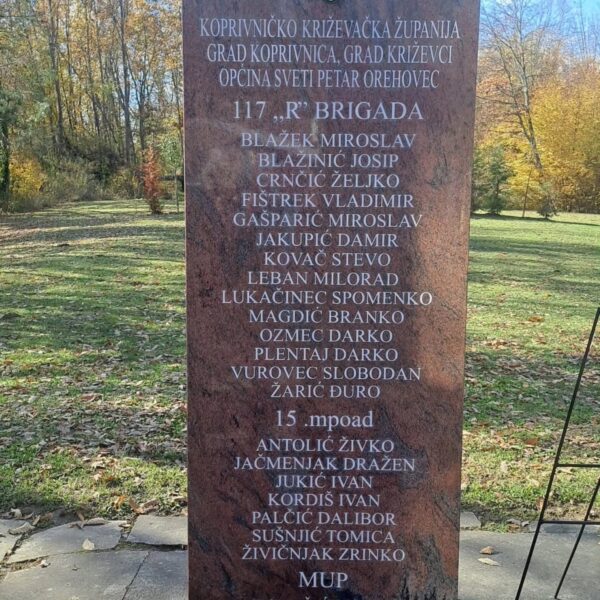 KOPRIVNIČKO KRIŽEVAČKA ŽUPANIJA
GRAD KOPRIVNICA, GRAD KRIŽEVCI
OPČINA SVETI PETAR OREHOVEC
117 „R” BRIGADA
BLAŽEK MIROSLAV
BLAŽINIĆ JOSIP
CRNČIĆ ŽELJKO
FIŠTREK VLADIMIR
GAŠPARIĆ MIROSLAV
JAKUPIĆ DAMIR
KOVAČ STEVO
LEBAN MILORAD
LUKAČINEC SPOMENKO
MAGDIĆ BRANKO
OZMEC DARKO
PLENTAJ DARKO
VUROVEC SLOBODAN
ŽARIĆ ĐURO
15 .mpoad
ANTOLIĆ ŽIVKO
JAČMENJAK DRAŽEN
JUKIĆ IVAN
KORDIŠ IVAN
PALČIĆ DALIBOR
SUŠNJIĆ TOMICA
ŽIVIČNJAK ZRINKO
MUP